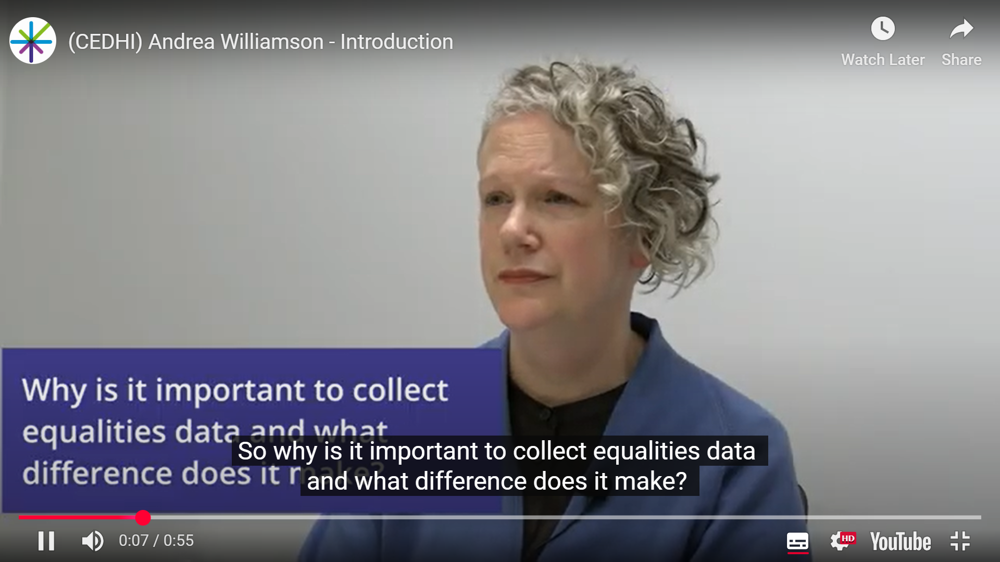 (CEDHI) Andrea Williamson - Introduction
Watch Later
Share
Why is it important to collect
equalities data and what
difference does it make?
So why is it important to collect equalities data
and what difference does it make?
0:07 / 0:55
HD
YouTube